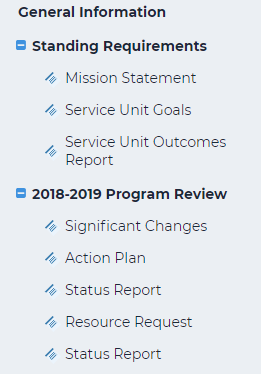 General Information
Standing Requirements
Mission Statement
Service Unit Goals
Service Unit Outcomes
Report
2018-2019 Program Review
Significant Changes
Action Plan
Status Report
Resource Request
Status Report